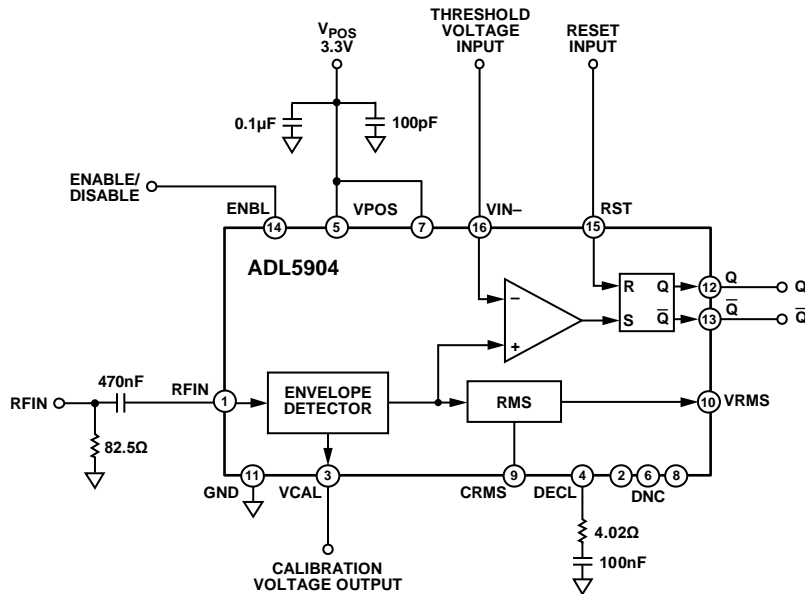 THRESHOLD
VOLTAGE
INPUT
RESET
INPUT
VPOS
3.3V
0.1µF
100pF
ENABLE/
DISABLE
ENBL
VPOS
VIN–
RST
14
5
7
16
15
ADL5904
R
Q
12
Q
Q
–
S
Q̅
13
Q̅
Q̅
+
470nF
RFIN
RFIN
1
ENVELOPE
DETECTOR
RMS
10
VRMS
82.5Ω
11
3
9
4
2
6
8
GND
VCAL
CRMS
DECL
DNC
4.02Ω
100nF
CALIBRATION
VOLTAGE OUTPUT